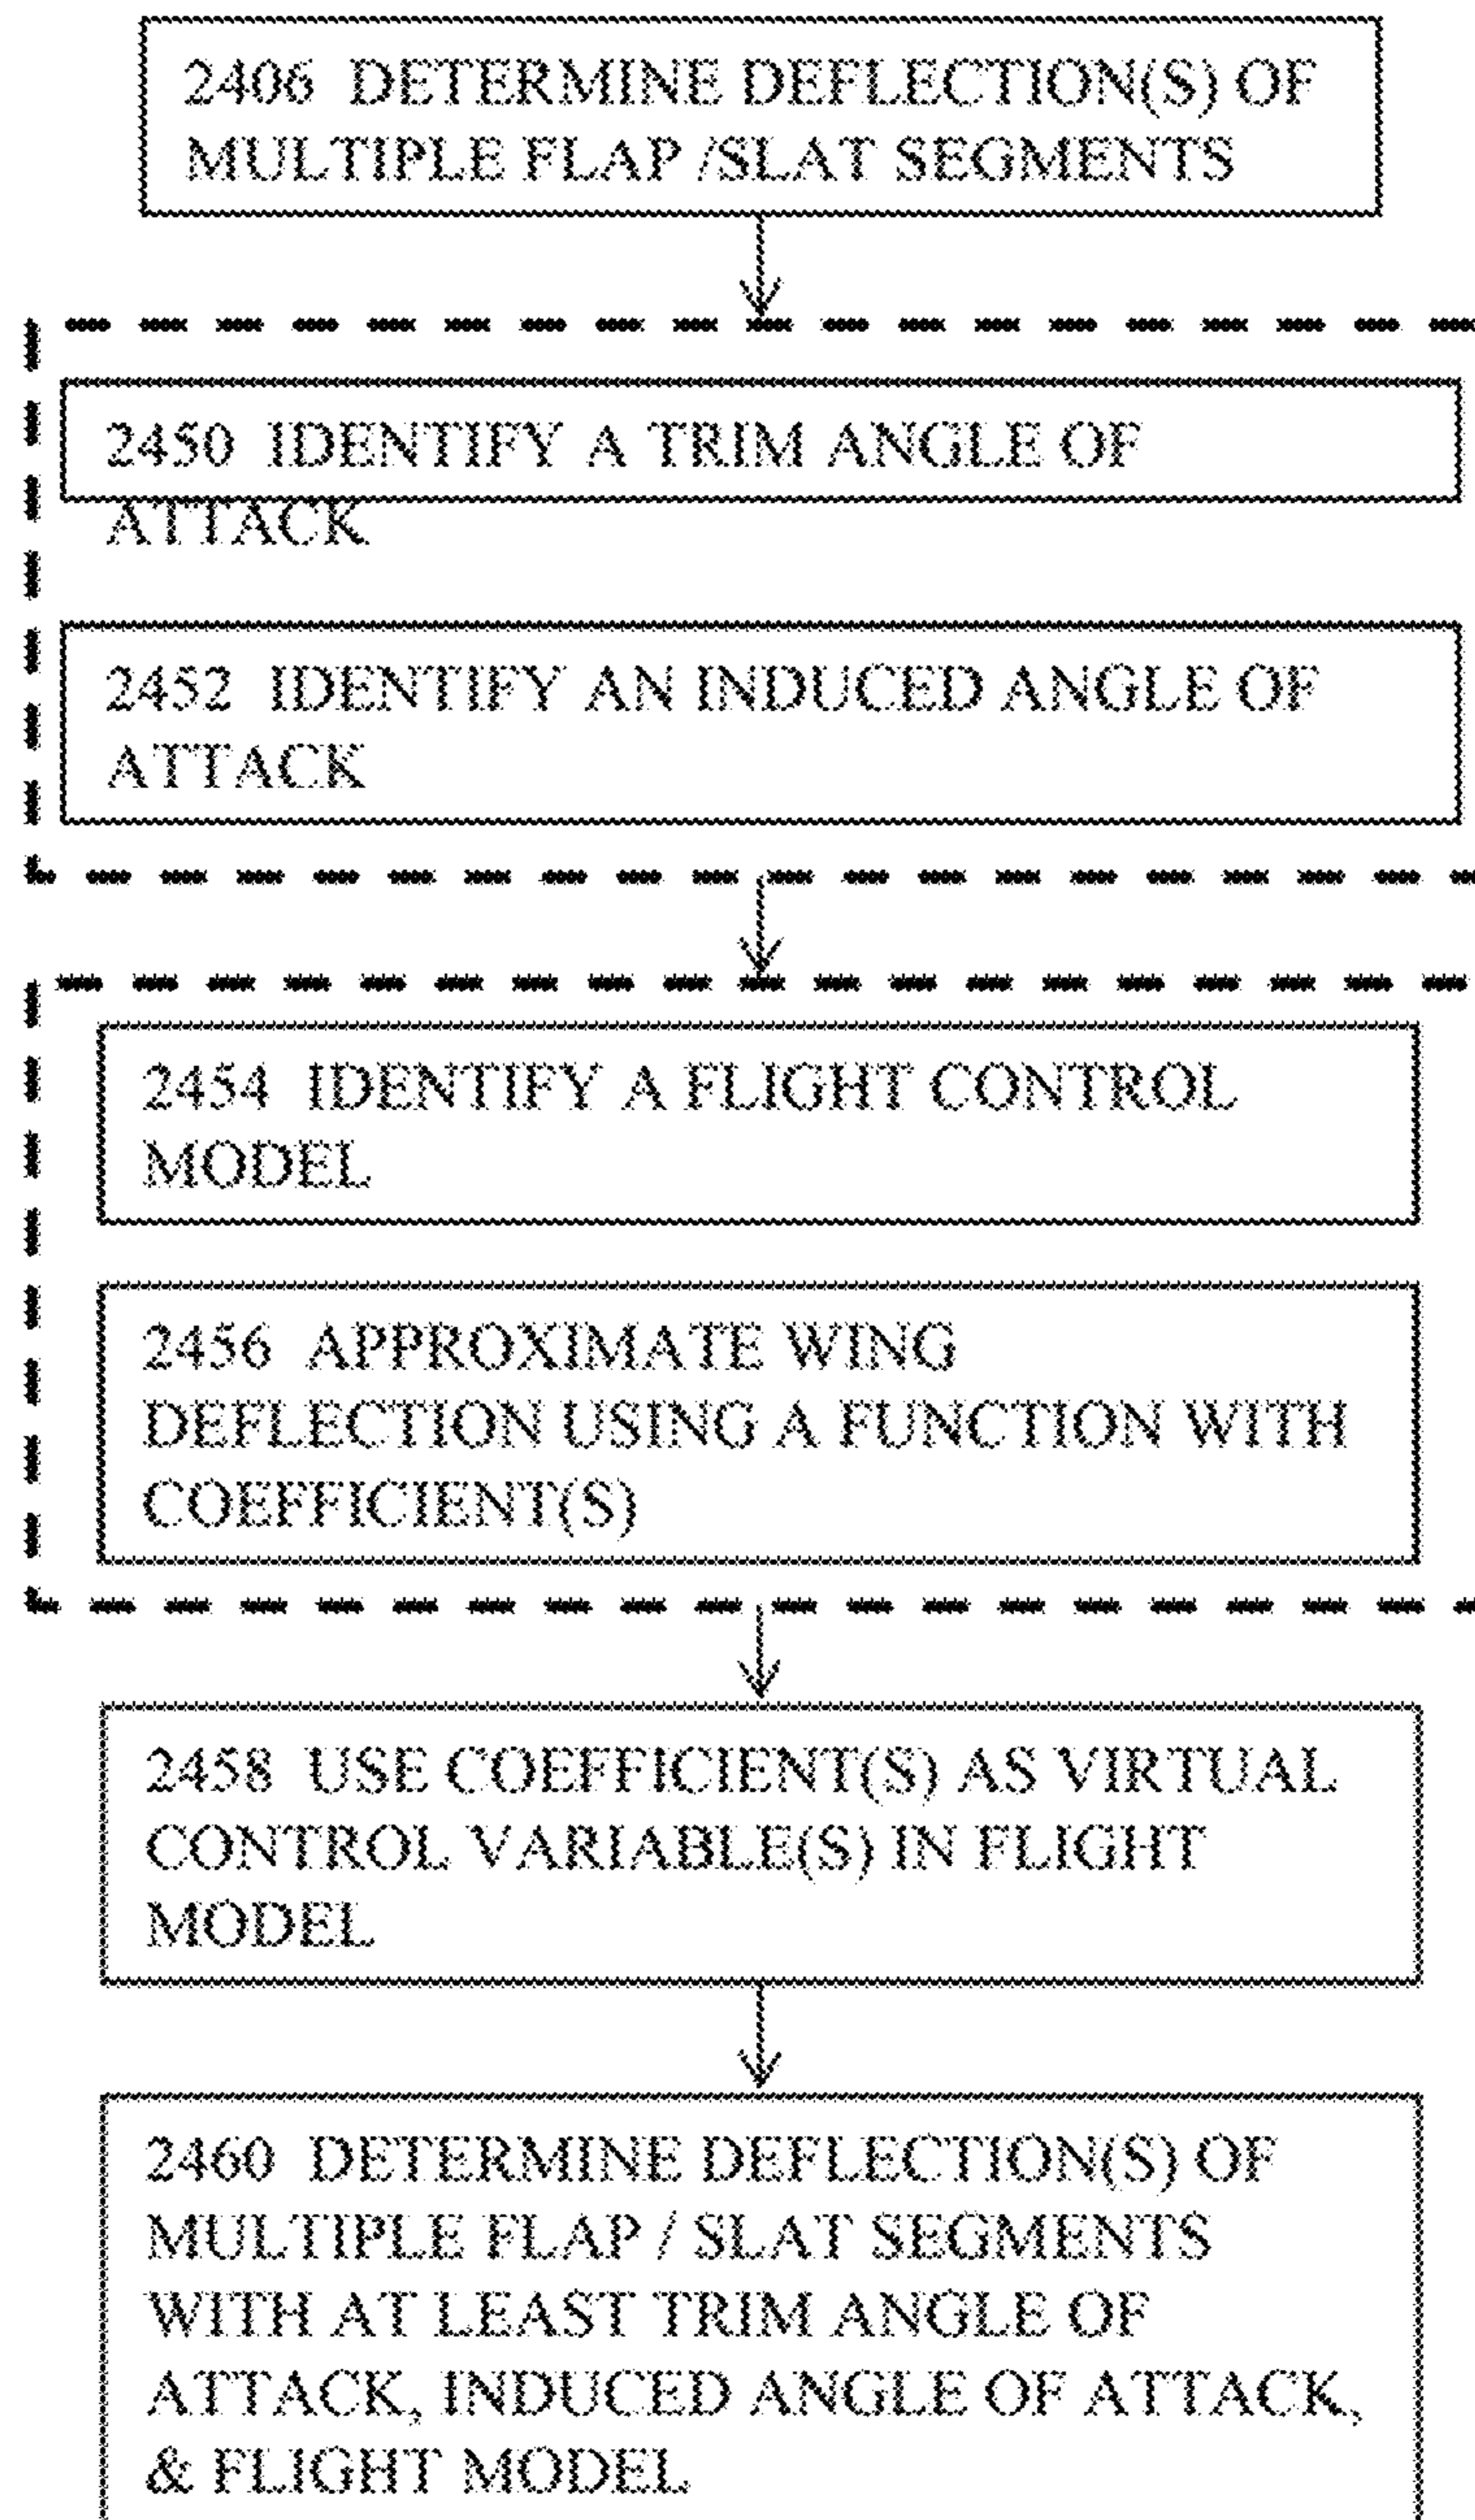 2406 DETERMINE DEFLECTION(S) OF
MULTIPLE FLAP /SLAT SEGMENTS
2450 IDENTIFY A TRIM ANGLE OF
ATTACK
2452 IDENTIFY AN INDUCED ANGLE OF
ATTACK
2454 IDENTIFY A FLIGHT CONTROL
MODEL
2456 APPROXIMATE WING
DEFLECTION USING A FUNCTION WITH
COEFFICIENT(S)
2458 USE COEFFICIENT(S) AS VIRTUAL
CONTROL VARIABLE(S) IN FLIGHT
MODEL
2460 DETERMINE DEFLECTION(S) OF
MULTIPLE FLAP / SLAT SEGMENTS
WITH AT LEAST TRIM ANGLE OF
ATTACK, INDUCED ANGLE OF ATTACK,
& FLIGHT MODEL